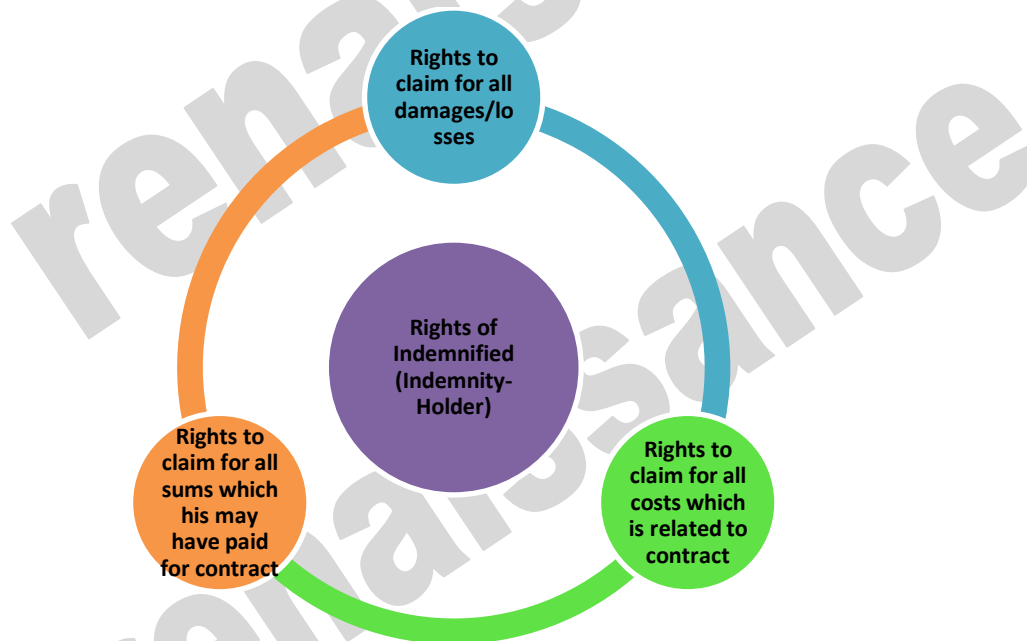 Rights to
claim for all
damages/lo
sses
Rights of
Indemnified
(Indemnity-
Holder)
Rights to
claim for all
sums which
his may
have paid
for contract
Rights to
claim for all
costs which
is related to
contract
renaissance
renaissance